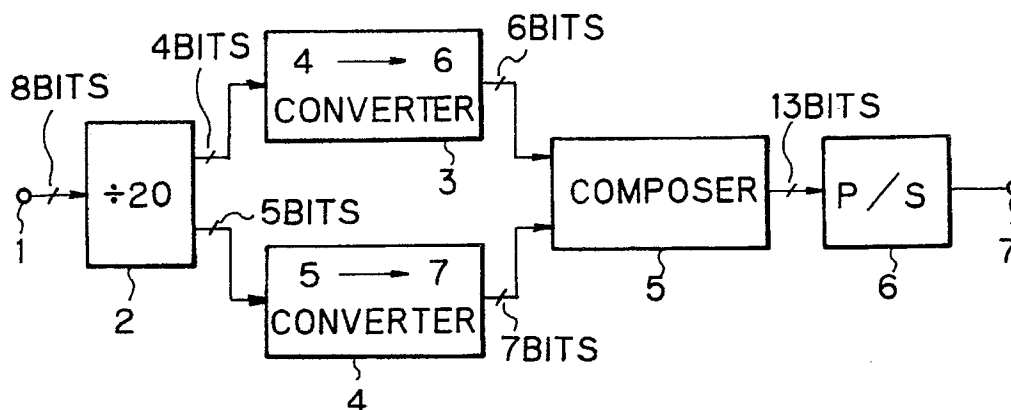 8BITS
4BITS
4 → 6
CONVERTER
3
6BITS
÷20
1
2
5BITS
5 → 7
CONVERTER
4
7BITS
COMPOSER
5
13BITS
P/S
6
7